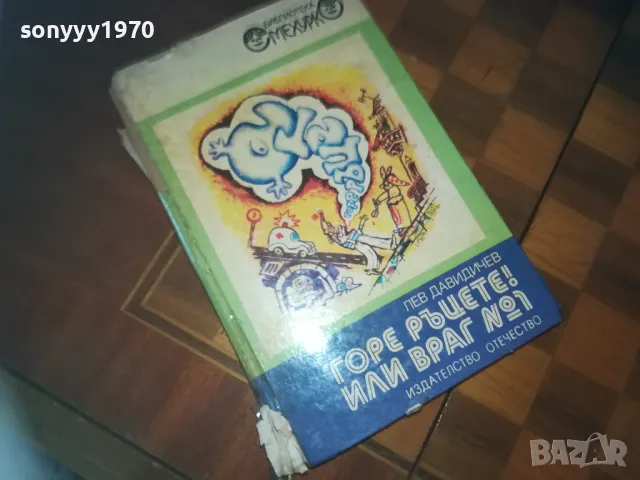 sonyyy1970
БИБЛИОТЕКА
СМЕХУРКО
ЛЕВ ДАВИДИЧЕВ
ГОРЕ РЪЦЕТЕ!
ИЛИ ВРАГ №1
ИЗДАТЕЛСТВО ОТЕЧЕСТВО
BAZAR